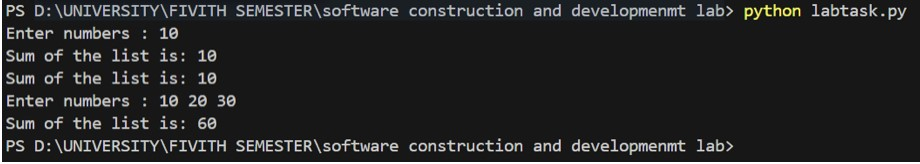 PS D:\UNIVERSITY\FIVITH SEMESTER\software construction and developmenmt lab> python labtask.py
Enter numbers : 10
Sum of the list is: 10
Sum of the list is: 10
Enter numbers : 10 20 30
Sum of the list is: 60
PS D:\UNIVERSITY\FIVITH SEMESTER\software construction and developmenmt lab>